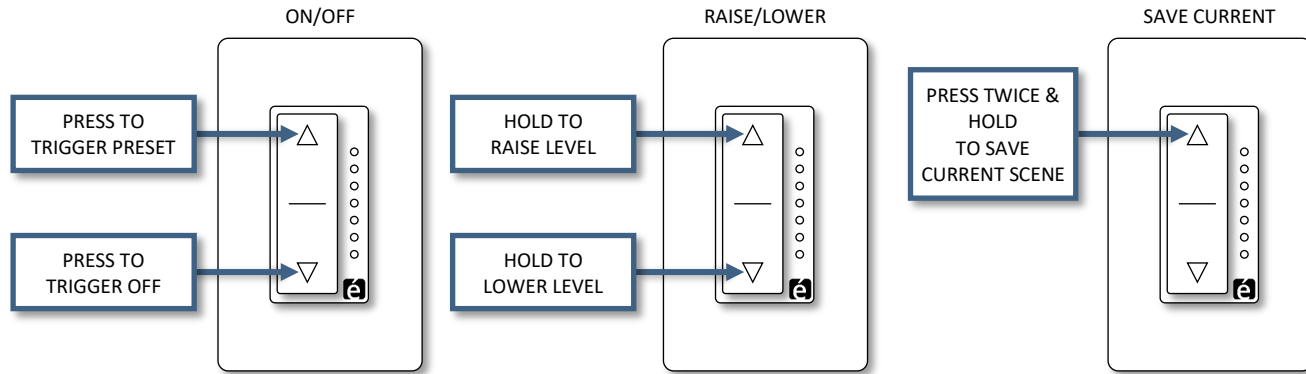 ON/OFF
PRESS TO
TRIGGER PRESET
PRESS TO
TRIGGER OFF
é
RAISE/LOWER
HOLD TO
RAISE LEVEL
HOLD TO
LOWER LEVEL
é
SAVE CURRENT
PRESS TWICE &
HOLD
TO SAVE
CURRENT SCENE
é